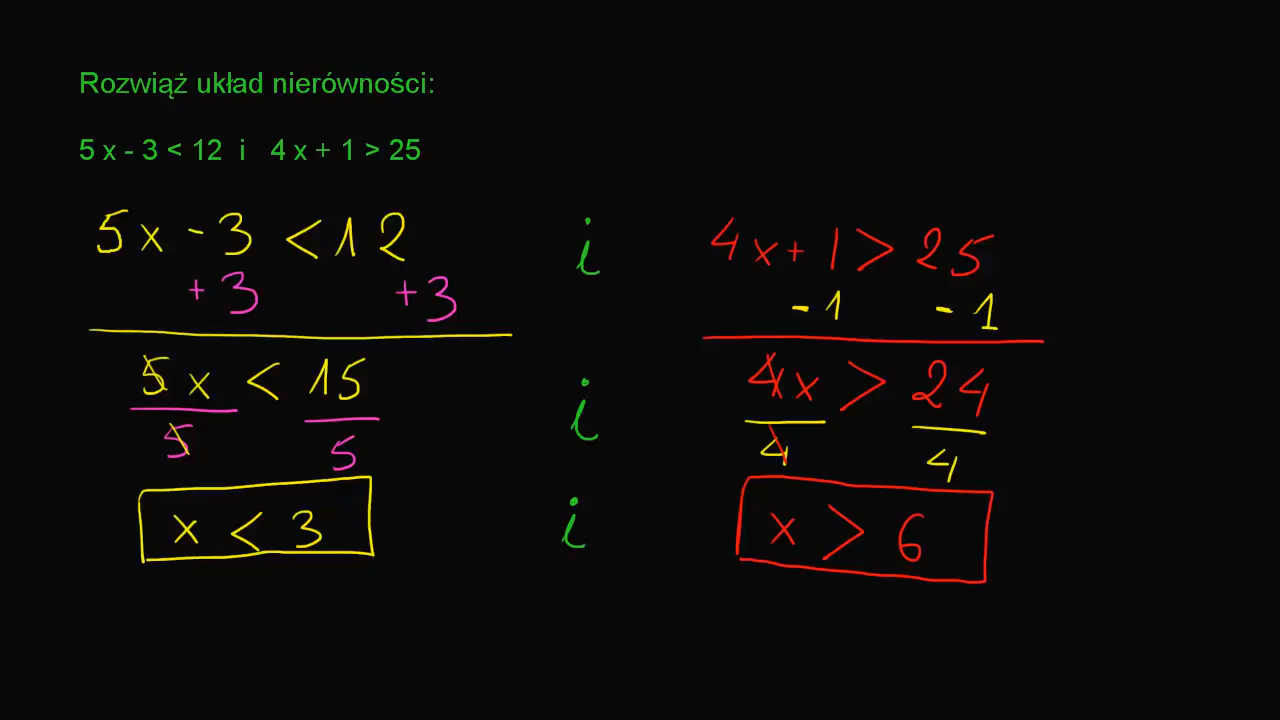 Rozwiąż układ nierówności:
5 x - 3 < 12 i 4 x + 1 > 25
5x - 3 < 12 i 4x + 1 > 25
+3 +3 -1 -1
5x < 15 i 4x > 24
5 5 4 4
x < 3 i x > 6